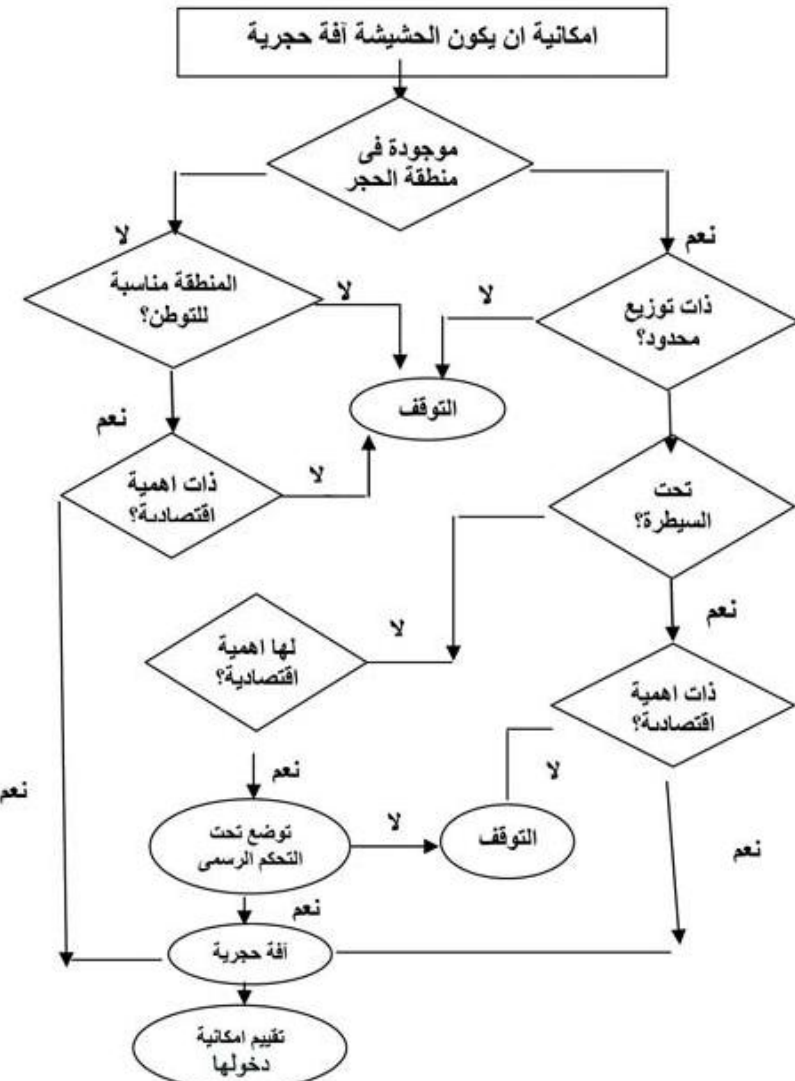 امكانية ان يكون الحشيشة آفة حجرية
موجودة فى
منطقة الحجر
لا
نعم
المنطقة مناسبة
للتوطن؟
لا
لا
ذات توزيع
محدود؟
التوقف
نعم
ذات اهمية
اقتصادية؟
لا
تحت
السيطرة؟
لا
نعم
لها اهمية
اقتصادية؟
ذات اهمية
اقتصادية؟
نعم
لا
نعم
توضع تحت
التحكم الرسمى
لا
التوقف
نعم
نعم
آفة حجرية
تقييم امكانية
دخولها